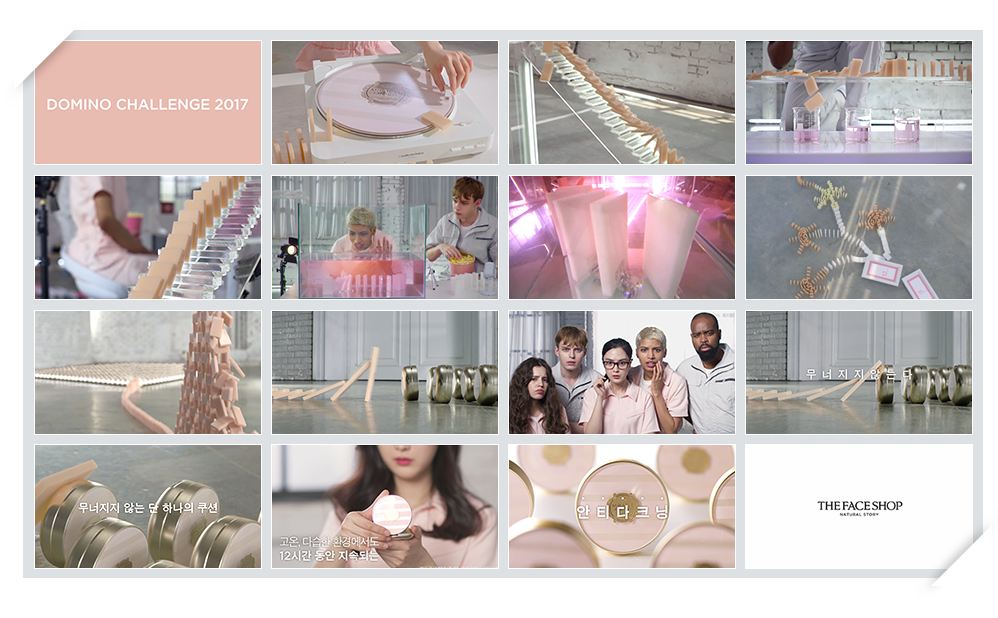 DOMINO CHALLENGE 2017
무너지지않는다
무너지지 않는 단 하나의 쿠션
고온, 다습한 환경에서도
12시간 동안 지속되는
안티다크닝
THE FACE SHOP
NATURAL STORY